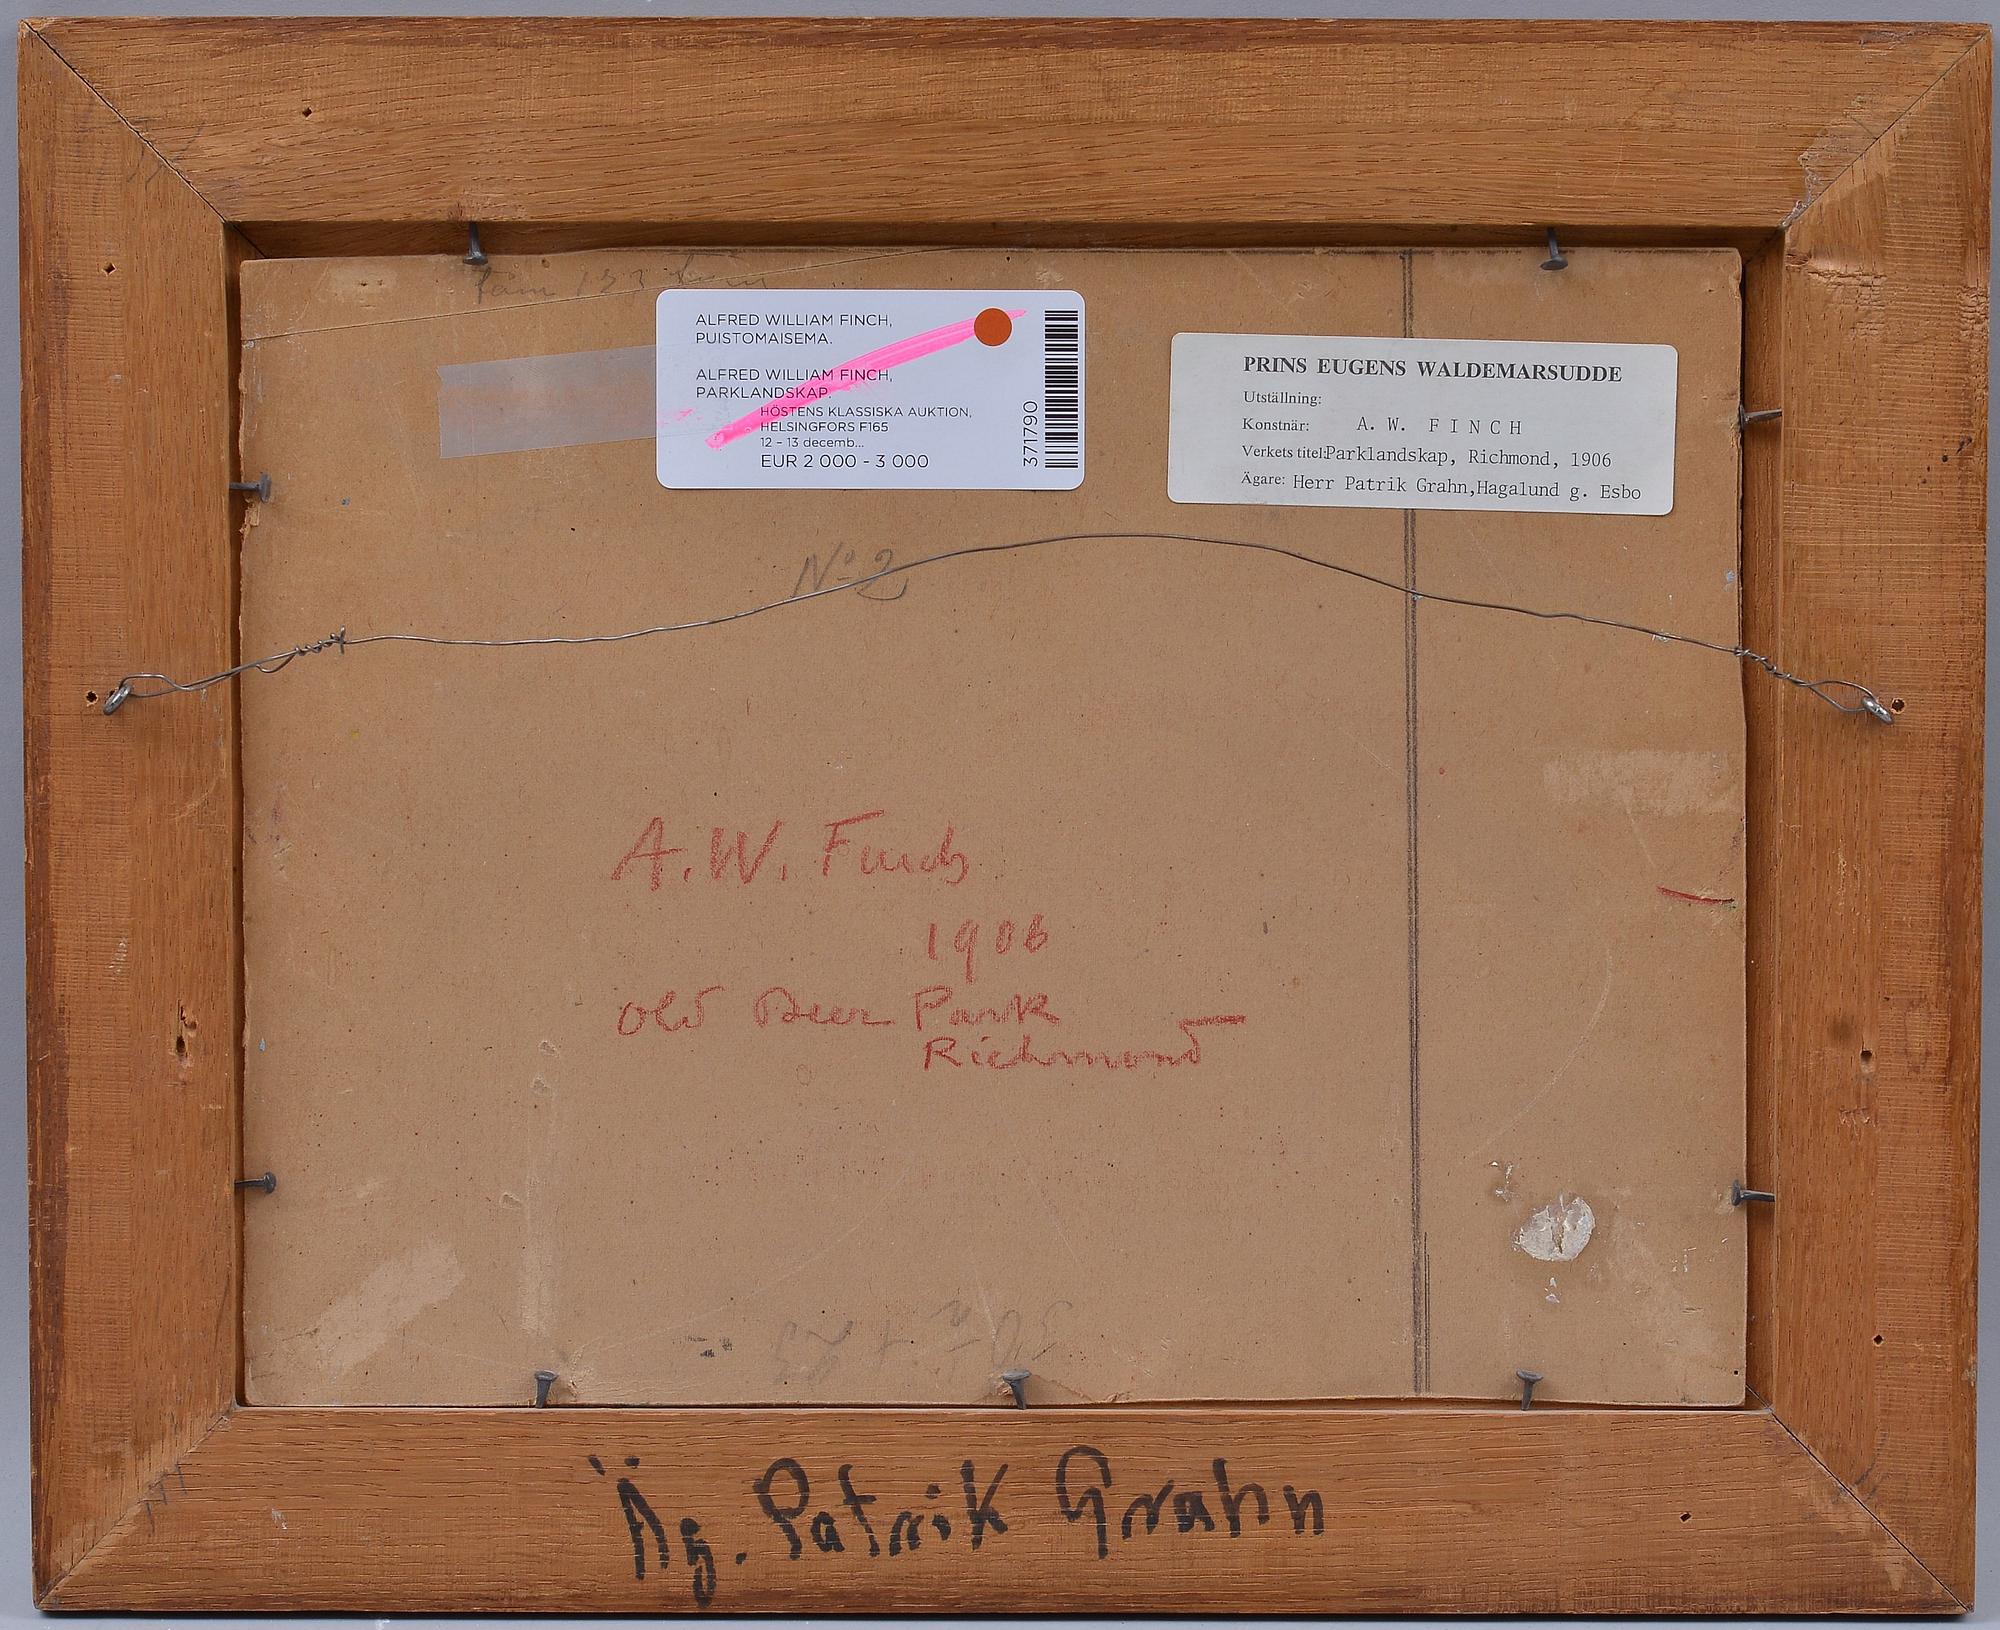 ALFRED WILLIAM FINCH,
PUISTOMAISEMA.
ALFRED WILLIAM FINCH,
PARKLANDSKAP.
HÖSTENS KLASSISKA AUKTION,
HELSINGFORS F165
12 - 13 decemb...
EUR 2 000 - 3 000
371790
PRINS EUGENS WALDEMARSUDDE
Utställning:
Konstnär: A. W. FINCH
Verkets titel: Parklandskap, Richmond, 1906
Ägare: Herr Patrik Grahn, Hagalund g. Esbo
No 2
A. W. Finch
1906
Old Deer Park
Richmond
Äg. Patrik Grahn